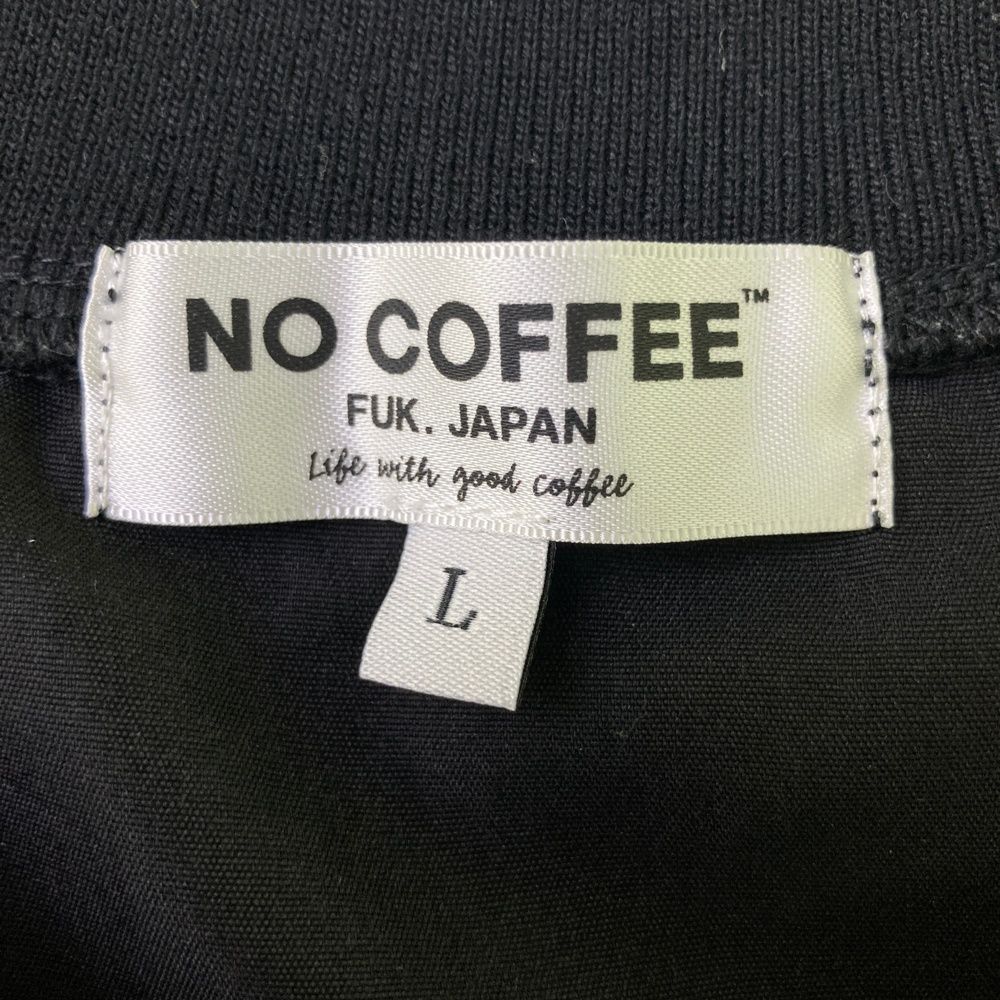 NO COFFEE™
FUK. JAPAN
Life with good coffee
L